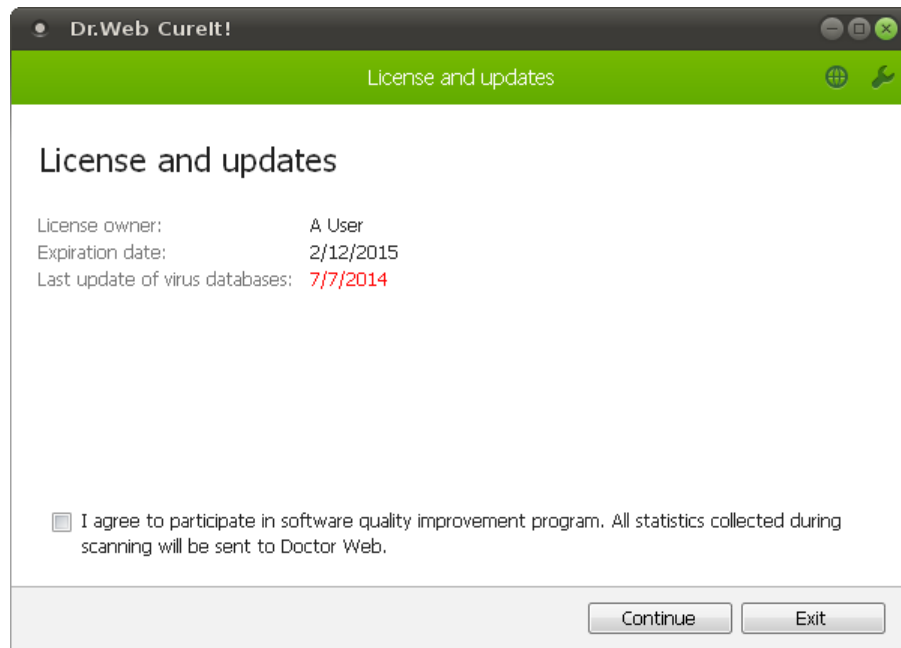 Dr.Web CureIt!
License and updates
License and updates
License owner: A User
Expiration date: 2/12/2015
Last update of virus databases: 7/7/2014
I agree to participate in software quality improvement program. All statistics collected during
scanning will be sent to Doctor Web.
Continue Exit